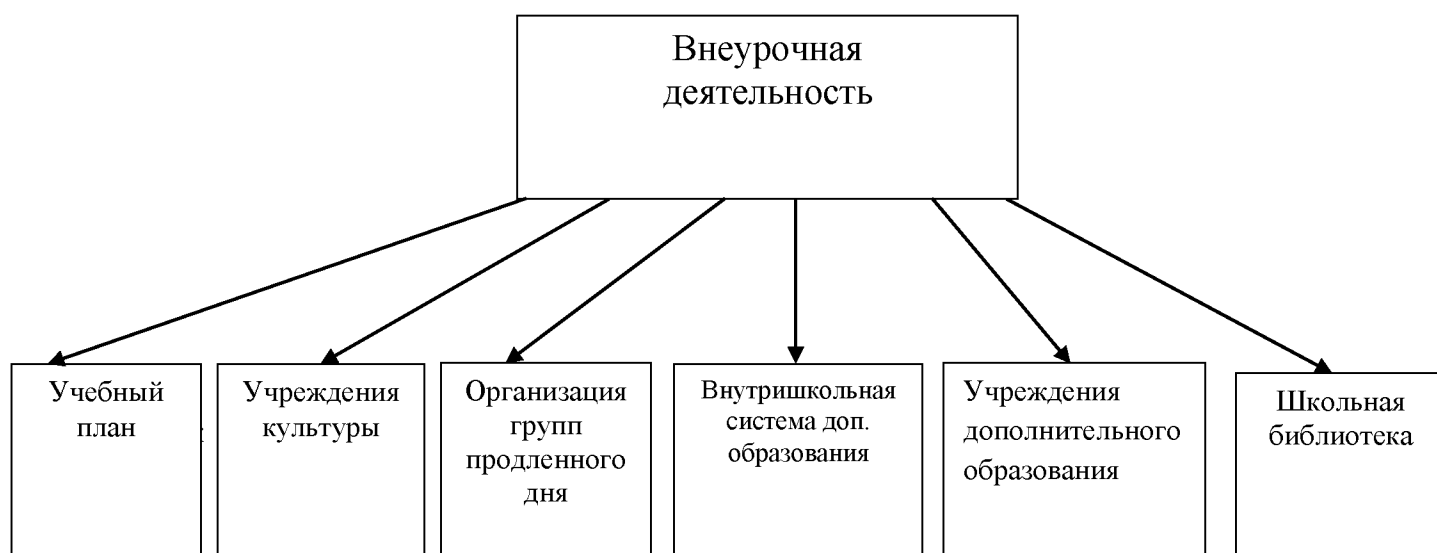 Внеурочная
деятельность
Учебный
план
Учреждения
культуры
Организация
групп
продленного
дня
Внутришкольная
система доп.
образования
Учреждения
дополнительного
образования
Школьная
библиотека